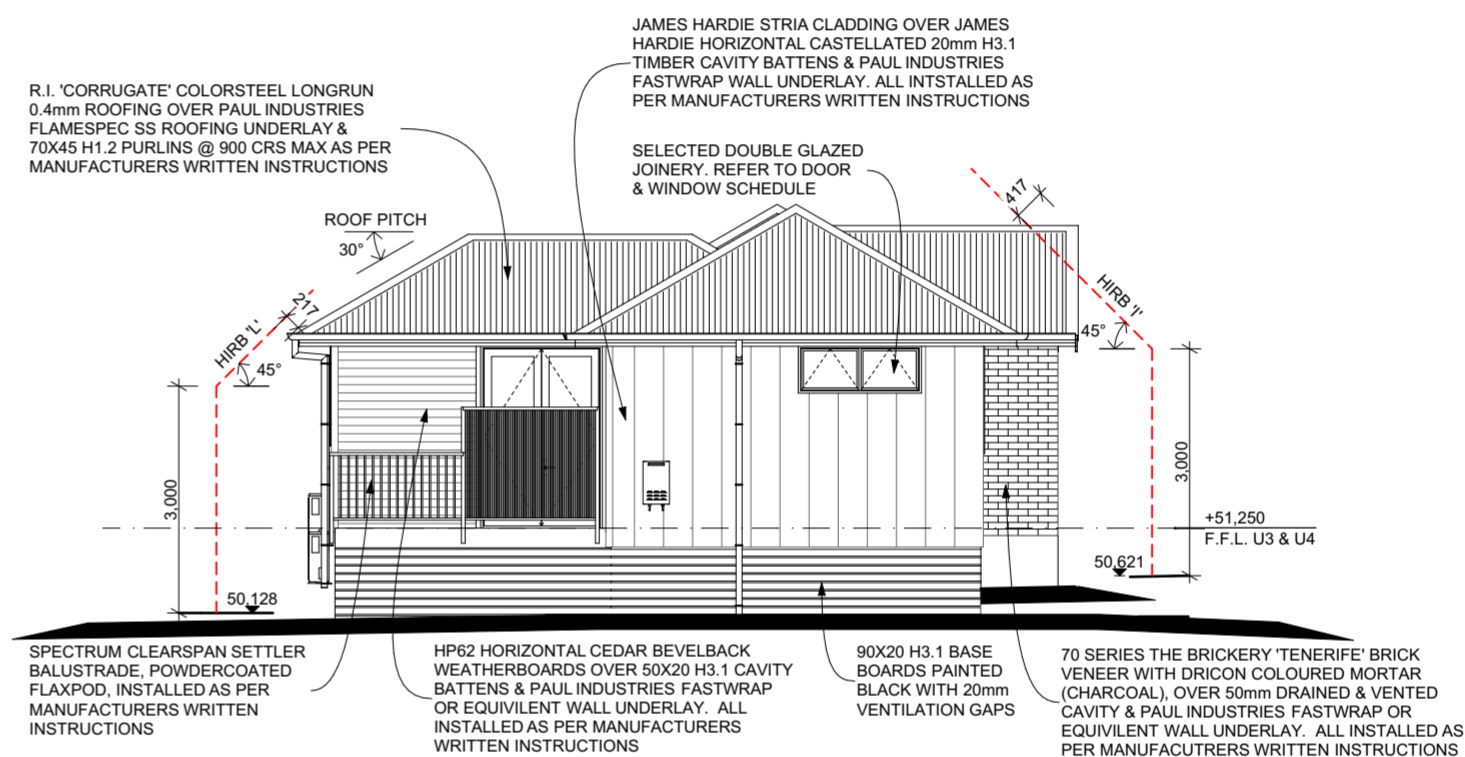 JAMES HARDIE STRIA CLADDING OVER JAMES
HARDIE HORIZONTAL CASTELLATED 20mm H3.1
TIMBER CAVITY BATTENS & PAUL INDUSTRIES
FASTWRAP WALL UNDERLAY. ALL INTSTALLED AS
PER MANUFACTURERS WRITTEN INSTRUCTIONS
R.I. 'CORRUGATE' COLORSTEEL LONGRUN
0.4mm ROOFING OVER PAUL INDUSTRIES
FLAMESPEC SS ROOFING UNDERLAY &
70X45 H1.2 PURLINS @ 900 CRS MAX AS PER
MANUFACTURERS WRITTEN INSTRUCTIONS
SELECTED DOUBLE GLAZED
JOINERY. REFER TO DOOR
& WINDOW SCHEDULE
ROOF PITCH
30°
417
217
HIRB 'L'
45°
HIRB 'I'
45°
3,000
3,000
+51,250
F.F.L. U3 & U4
50,621
50,128
SPECTRUM CLEARSPAN SETTLER
BALUSTRADE, POWDERCOATED
FLAXPOD, INSTALLED AS PER
MANUFACTURERS WRITTEN
INSTRUCTIONS
HP62 HORIZONTAL CEDAR BEVELBACK
WEATHERBOARDS OVER 50X20 H3.1 CAVITY
BATTENS & PAUL INDUSTRIES FASTWRAP
OR EQUIVILENT WALL UNDERLAY. ALL
INSTALLED AS PER MANUFACTURERS
WRITTEN INSTRUCTIONS
90X20 H3.1 BASE
BOARDS PAINTED
BLACK WITH 20mm
VENTILATION GAPS
70 SERIES THE BRICKERY 'TENERIFE' BRICK
VENEER WITH DRICON COLOURED MORTAR
(CHARCOAL), OVER 50mm DRAINED & VENTED
CAVITY & PAUL INDUSTRIES FASTWRAP OR
EQUIVILENT WALL UNDERLAY. ALL INSTALLED AS
PER MANUFACUTRERS WRITTEN INSTRUCTIONS